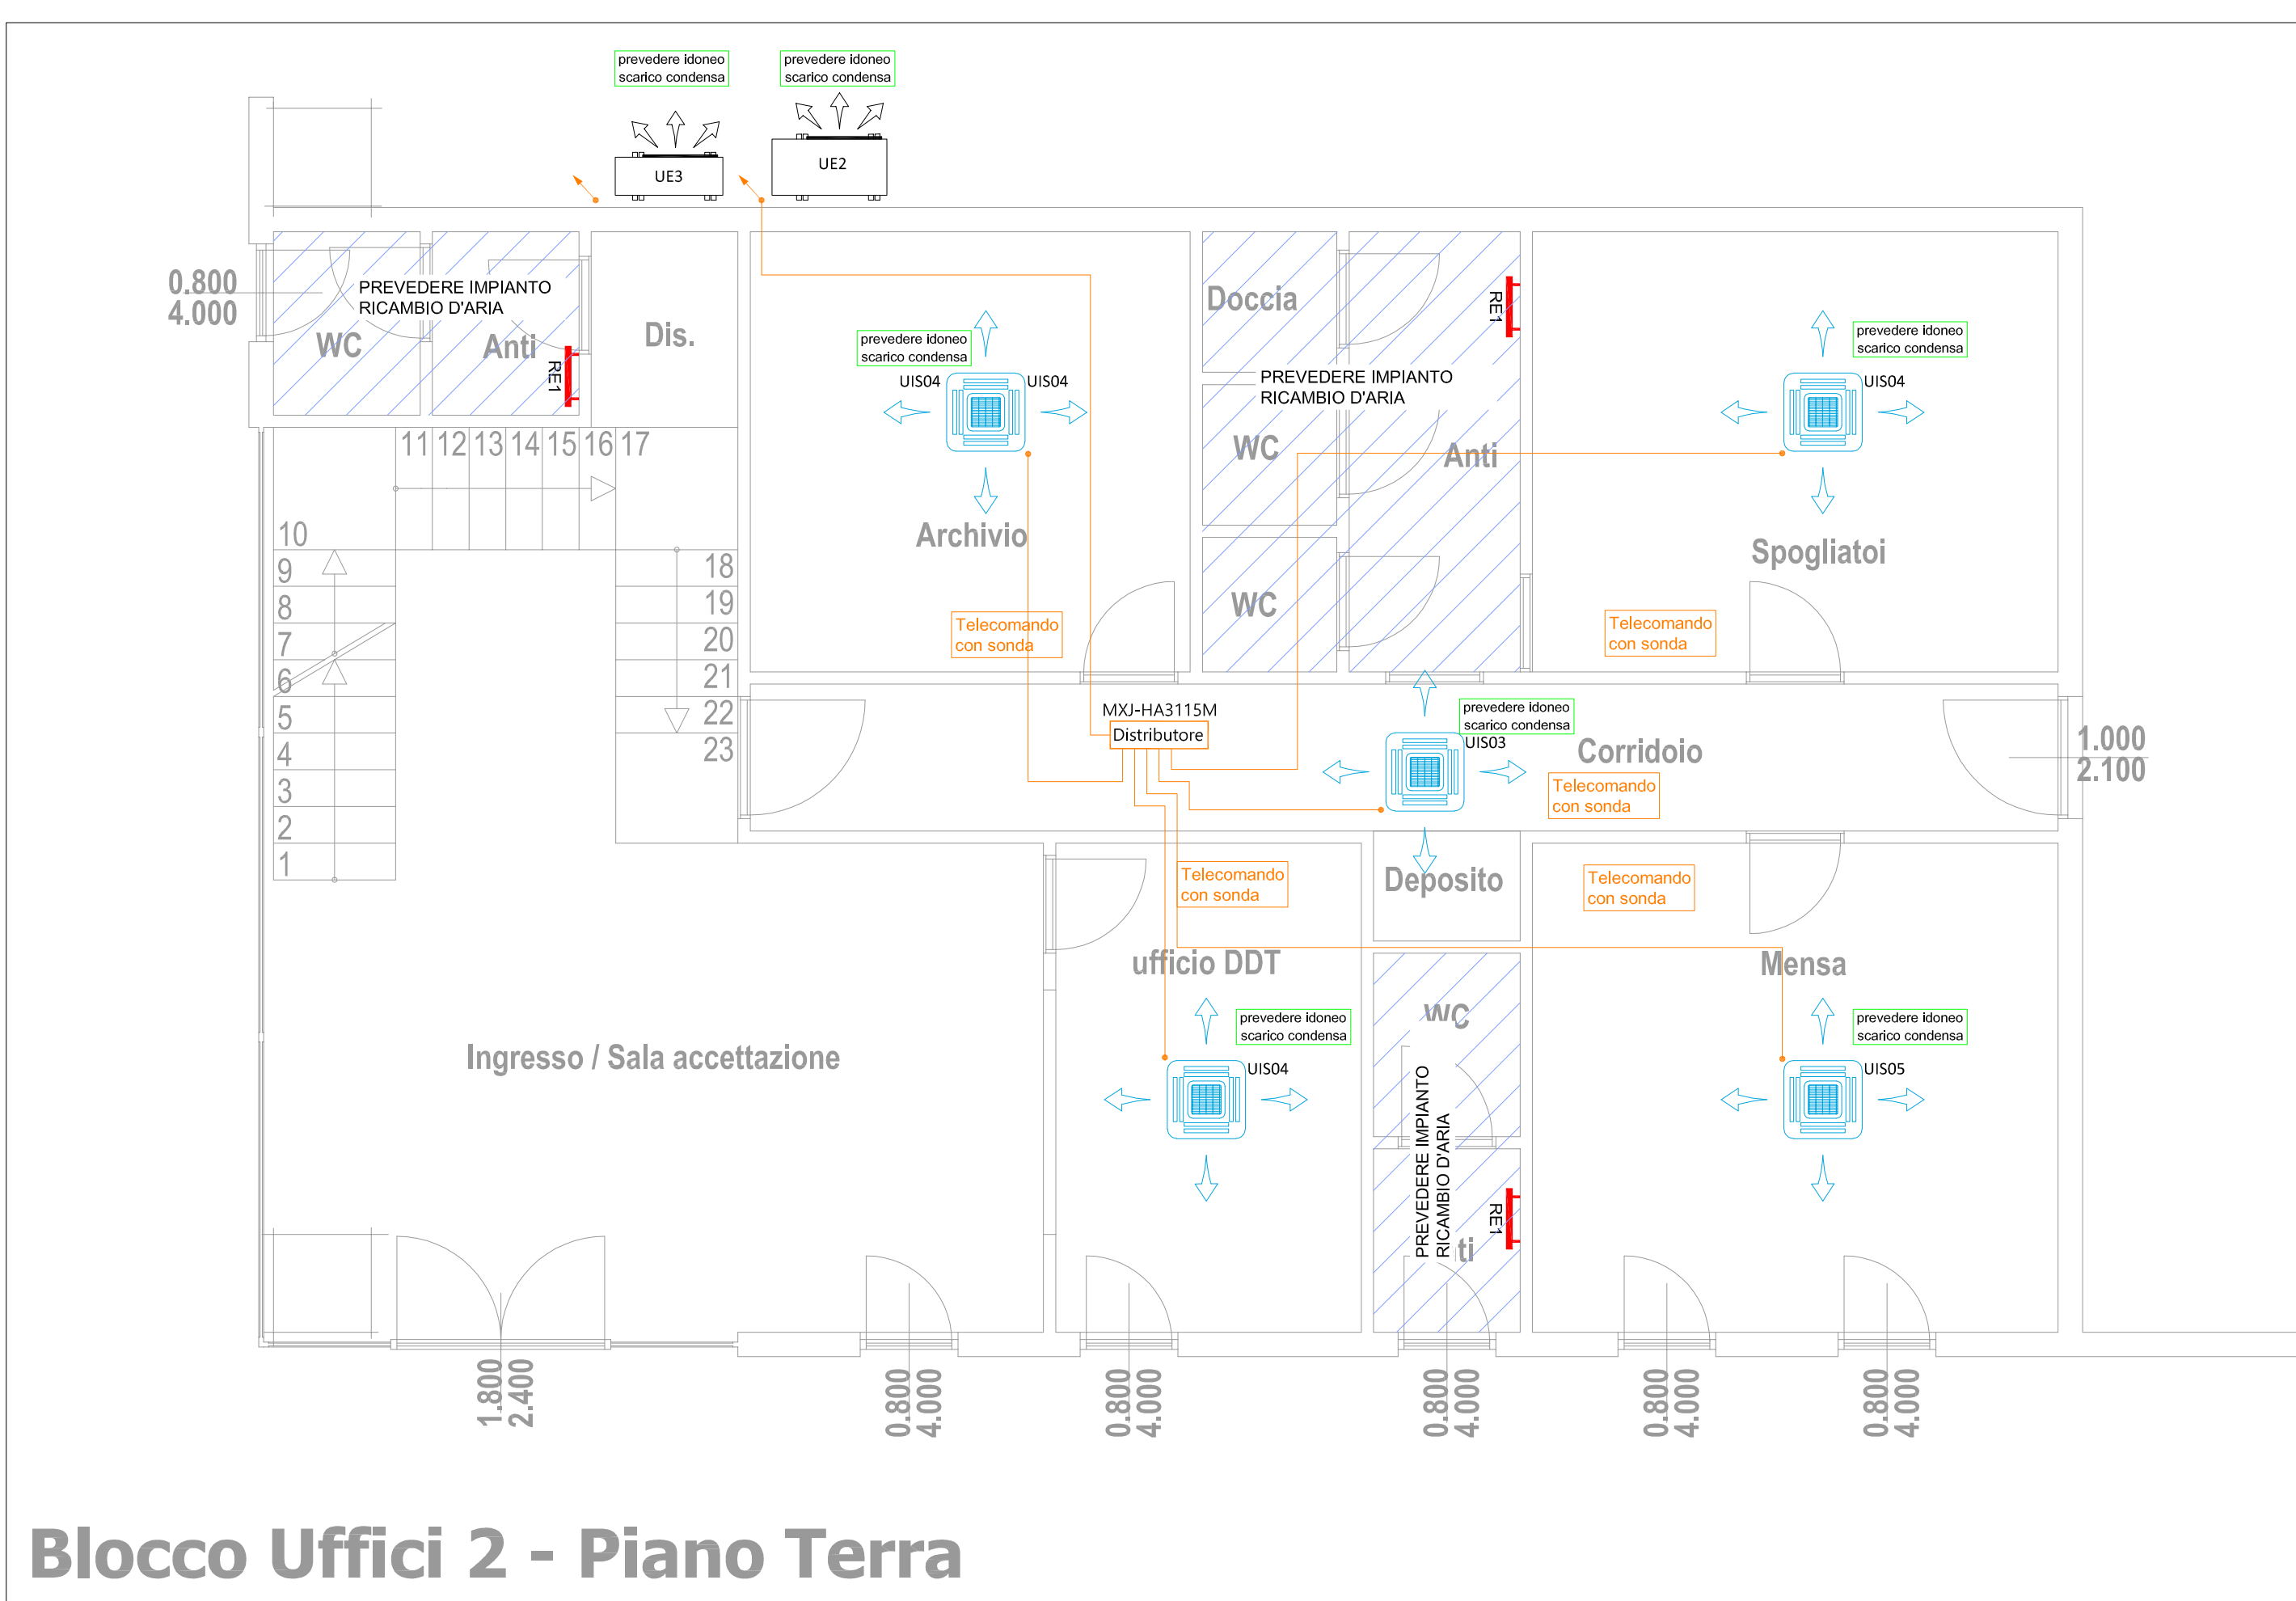 prevedere idoneo
scarico condensa
prevedere idoneo
scarico condensa
UE3
UE2
0.800
4.000
PREVEDERE IMPIANTO
RICAMBIO D'ARIA
WC
Anti
RE1
Dis.
prevedere idoneo
scarico condensa
UIS04
UIS04
Archivio
Telecomando
con sonda
Doccia
PREVEDERE IMPIANTO
RICAMBIO D'ARIA
WC
Anti
WC
RE1
prevedere idoneo
scarico condensa
UIS04
Spogliatoi
Telecomando
con sonda
11
12
13
14
15
16
17
10
9
8
7
6
5
4
3
2
1
18
19
20
21
22
23
MXJ-HA3115M
Distributore
prevedere idoneo
scarico condensa
UIS03
Corridoio
Telecomando
con sonda
1.000
2.100
Telecomando
con sonda
Deposito
Telecomando
con sonda
ufficio DDT
Mensa
WC
prevedere idoneo
scarico condensa
UIS04
prevedere idoneo
scarico condensa
UIS05
Ingresso / Sala accettazione
PREVEDERE IMPIANTO
RICAMBIO D'ARIA
RE1
ti
1.800
2.400
0.800
4.000
0.800
4.000
0.800
4.000
0.800
4.000
0.800
4.000
Blocco Uffici 2 - Piano Terra